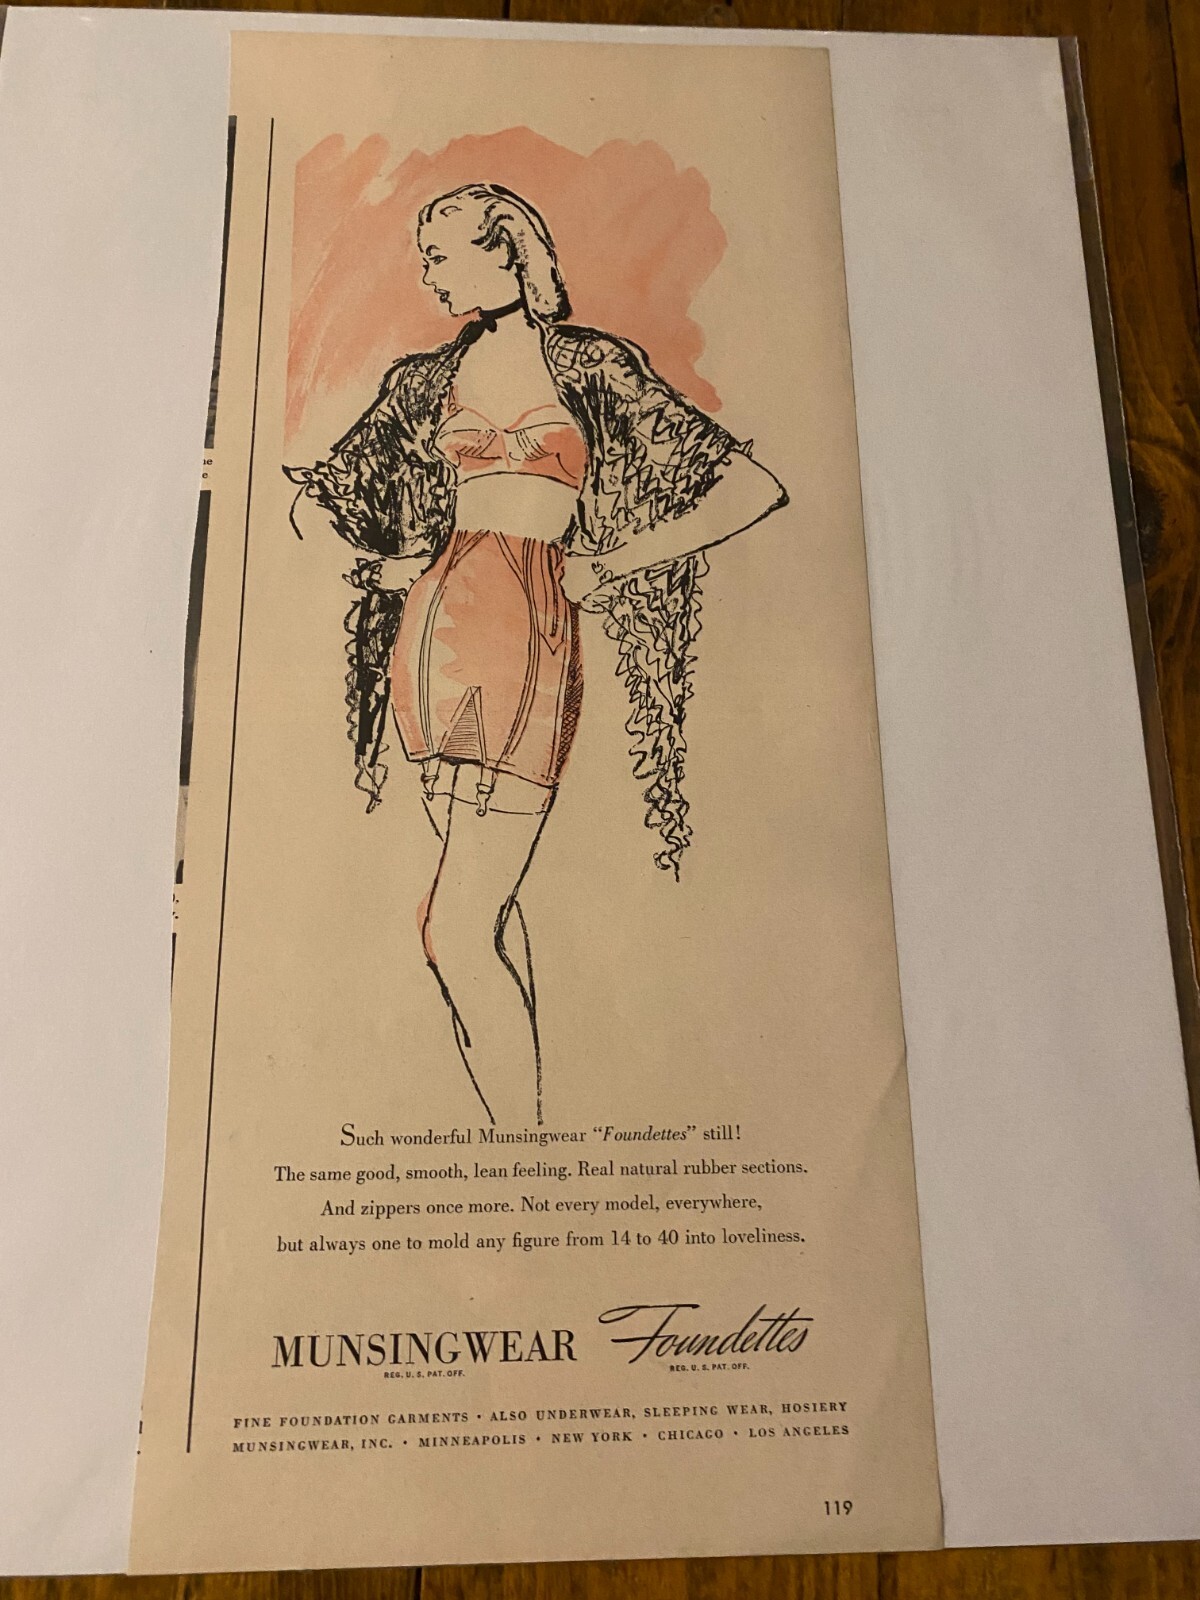 Such wonderful Munsingwear “Foundettes” still!
The same good, smooth, lean feeling. Real natural rubber sections.
And zippers once more. Not every model, everywhere,
but always one to mold any figure from 14 to 40 into loveliness.
MUNSINGWEAR Foundettes
REG. U. S. PAT. OFF. REG. U. S. PAT. OFF.
FINE FOUNDATION GARMENTS • ALSO UNDERWEAR, SLEEPING WEAR, HOSIERY
MUNSINGWEAR, INC. • MINNEAPOLIS • NEW YORK • CHICAGO • LOS ANGELES
119